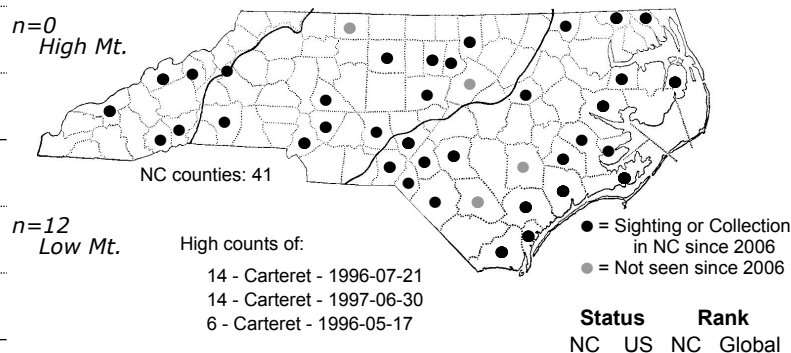 n=0
High Mt.
NC counties: 41
n=12
Low Mt.
High counts of:
14 - Carteret - 1996-07-21
14 - Carteret - 1997-06-30
6 - Carteret - 1996-05-17
= Sighting or Collection
in NC since 2006
= Not seen since 2006
Status Rank
NC US NC Global